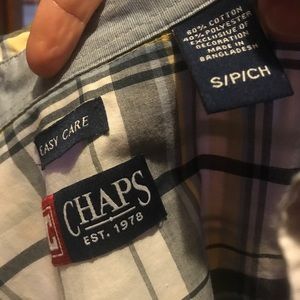 60% COTTON
40% POLYESTER
EXCLUSIVE OF
DECORATION
MADE IN
BANGLADESH
S/P/CH
EASY CARE
CHAPS
EST. 1978